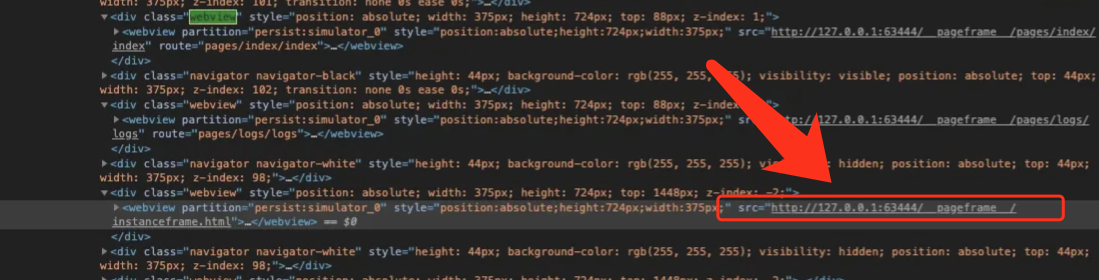 width: 375px; z-index: 101; transition: none 0s ease 0s;">…</div>
▼<div class="webview" style="position: absolute; width: 375px; height: 724px; top: 88px; z-index: 1;">
▶<webview partition="persist:simulator_0" style="position:absolute;height:724px;width:375px;" src="http://127.0.0.1:63444/__pageframe__/pages/index/
index" route="pages/index/index">…</webview>
</div>
▶<div class="navigator navigator-black" style="height: 44px; background-color: rgb(255, 255, 255); visibility: visible; position: absolute; top: 44px;
width: 375px; z-index: 102; transition: none 0s ease 0s;">…</div>
▼<div class="webview" style="position: absolute; width: 375px; height: 724px; top: 88px; z-index: 1;">
▶<webview partition="persist:simulator_0" style="position:absolute;height:724px;width:375px;" src="http://127.0.0.1:63444/__pageframe__/pages/logs/
logs" route="pages/logs/logs">…</webview>
</div>
▶<div class="navigator navigator-white" style="height: 44px; background-color: rgb(255, 255, 255); vis hidden; position: absolute; top: 44px;
width: 375px; z-index: 98;">…</div>
▼<div class="webview" style="position: absolute; width: 375px; height: 724px; top: 1448px; z-index: -2;">
▶<webview partition="persist:simulator_0" style="position:absolute;height:724px;width:375px;" src="http://127.0.0.1:63444/__pageframe__/
instanceframe.html">…</webview> == $0
</div>
▶<div class="navigator navigator-white" style="height: 44px; background-color: rgb(255, 255, 255); visibility: hidden; position: absolute; top: 44px;
width: 375px; z-index: 98;">…</div>